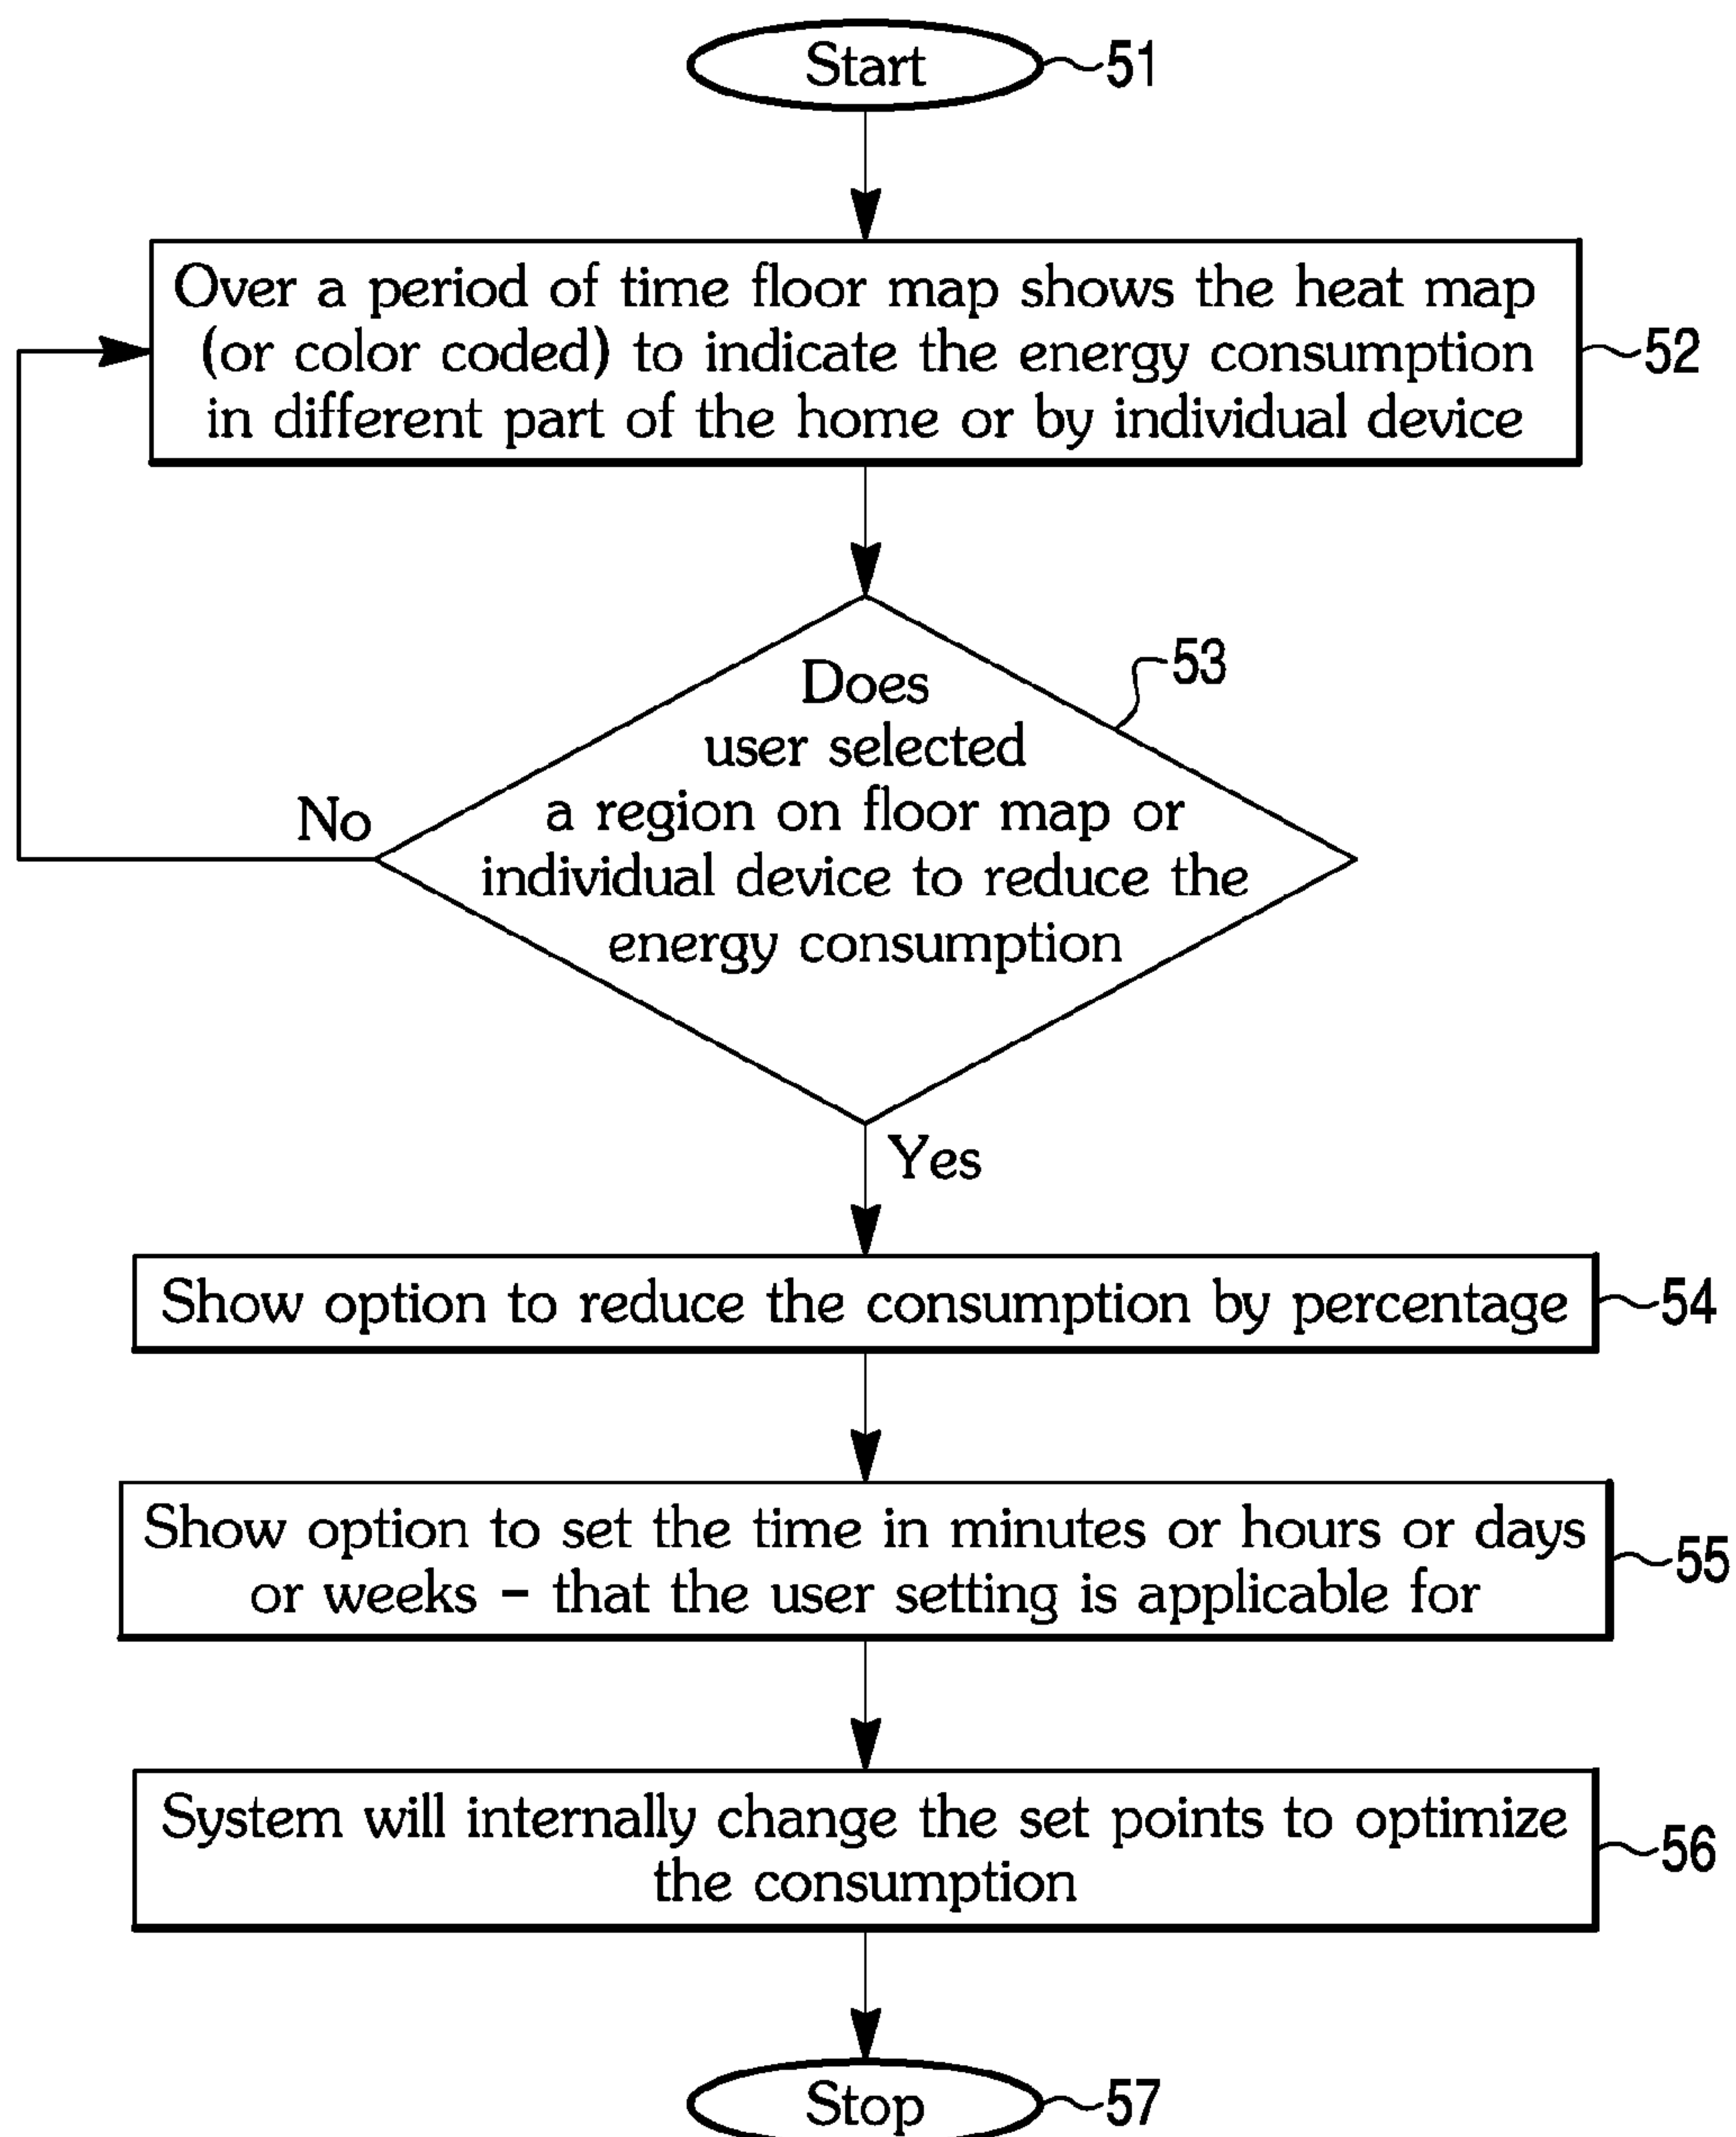 Start
51
Over a period of time floor map shows the heat map
(or color coded) to indicate the energy consumption
in different part of the home or by individual device
52
Does
user selected
a region on floor map or
individual device to reduce the
energy consumption
53
No
Yes
Show option to reduce the consumption by percentage
54
Show option to set the time in minutes or hours or days
or weeks - that the user setting is applicable for
55
System will internally change the set points to optimize
the consumption
56
Stop
57